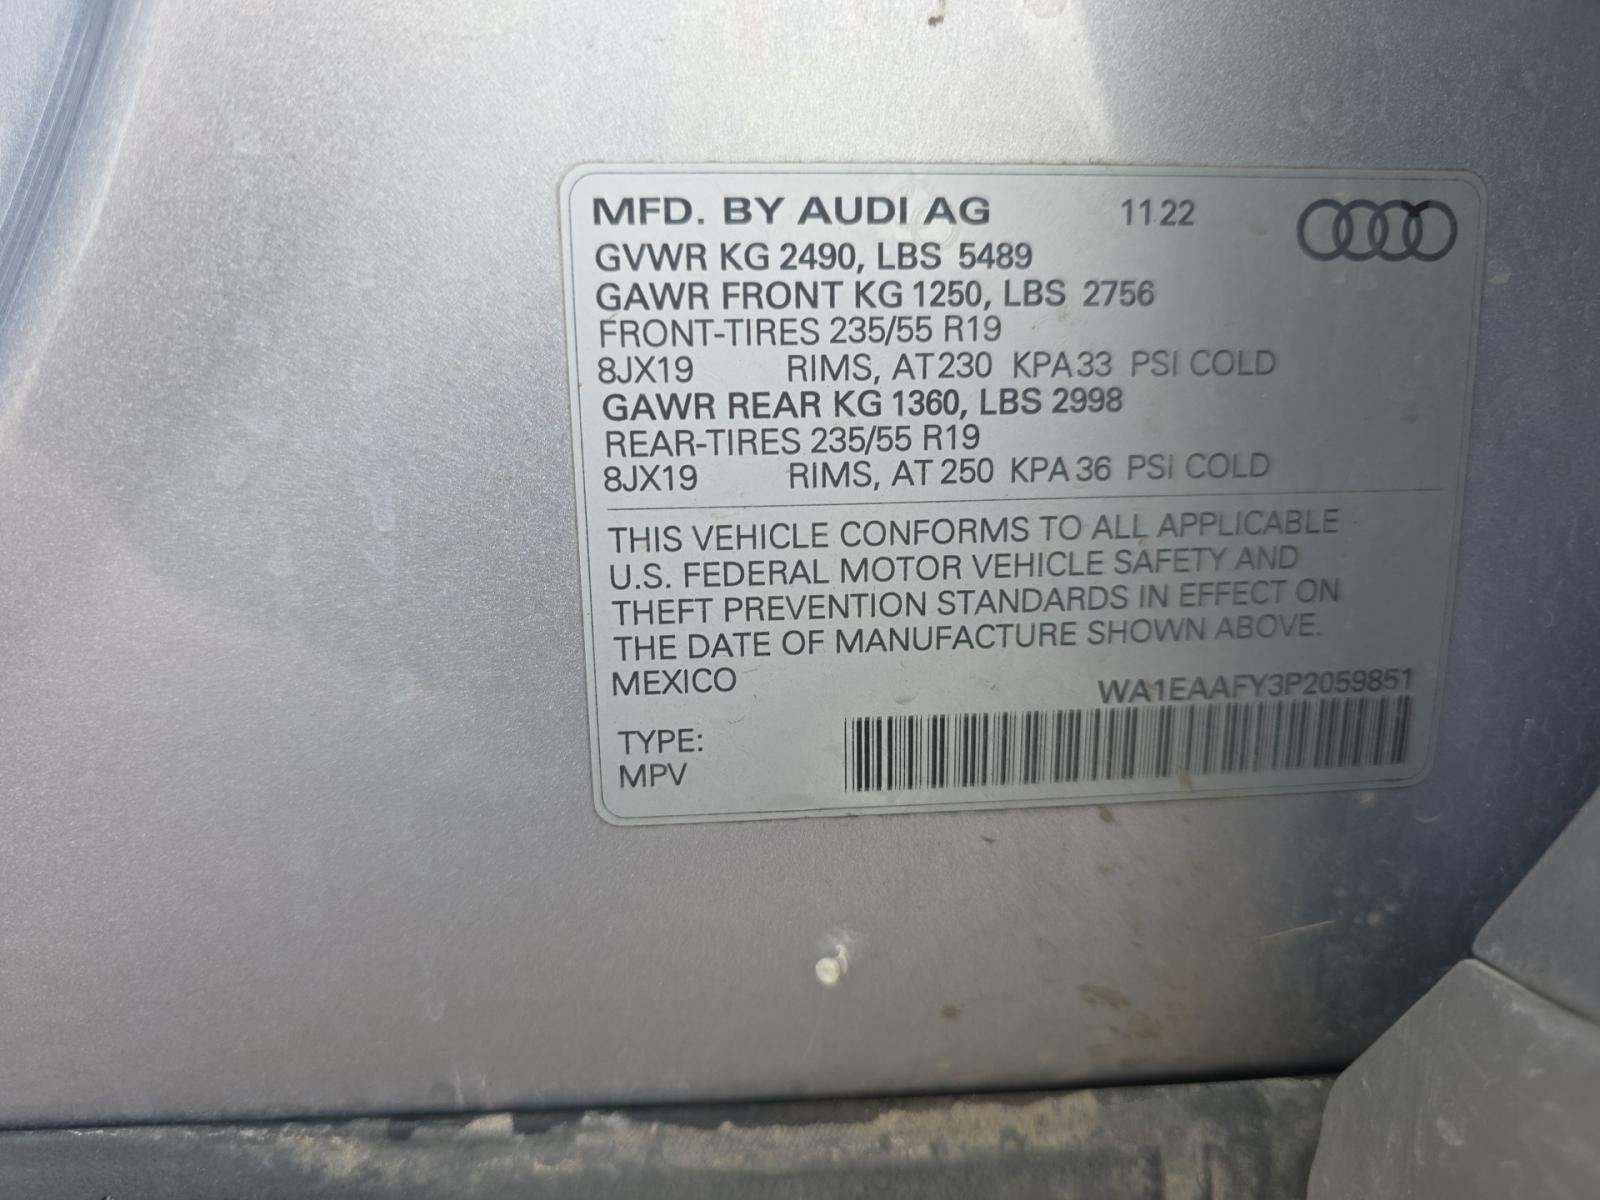 MFD. BY AUDI AG 11 22
GVWR KG 2490, LBS 5489
GAWR FRONT KG 1250, LBS 2756
FRONT-TIRES 235/55 R19
8JX19 RIMS, AT 230 KPA 33 PSI COLD
GAWR REAR KG 1360, LBS 2998
REAR-TIRES 235/55 R19
8JX19 RIMS, AT 250 KPA 36 PSI COLD
THIS VEHICLE CONFORMS TO ALL APPLICABLE
U.S. FEDERAL MOTOR VEHICLE SAFETY AND
THEFT PREVENTION STANDARDS IN EFFECT ON
THE DATE OF MANUFACTURE SHOWN ABOVE.
MEXICO WA1EAAFY3P2059851
TYPE:
MPV